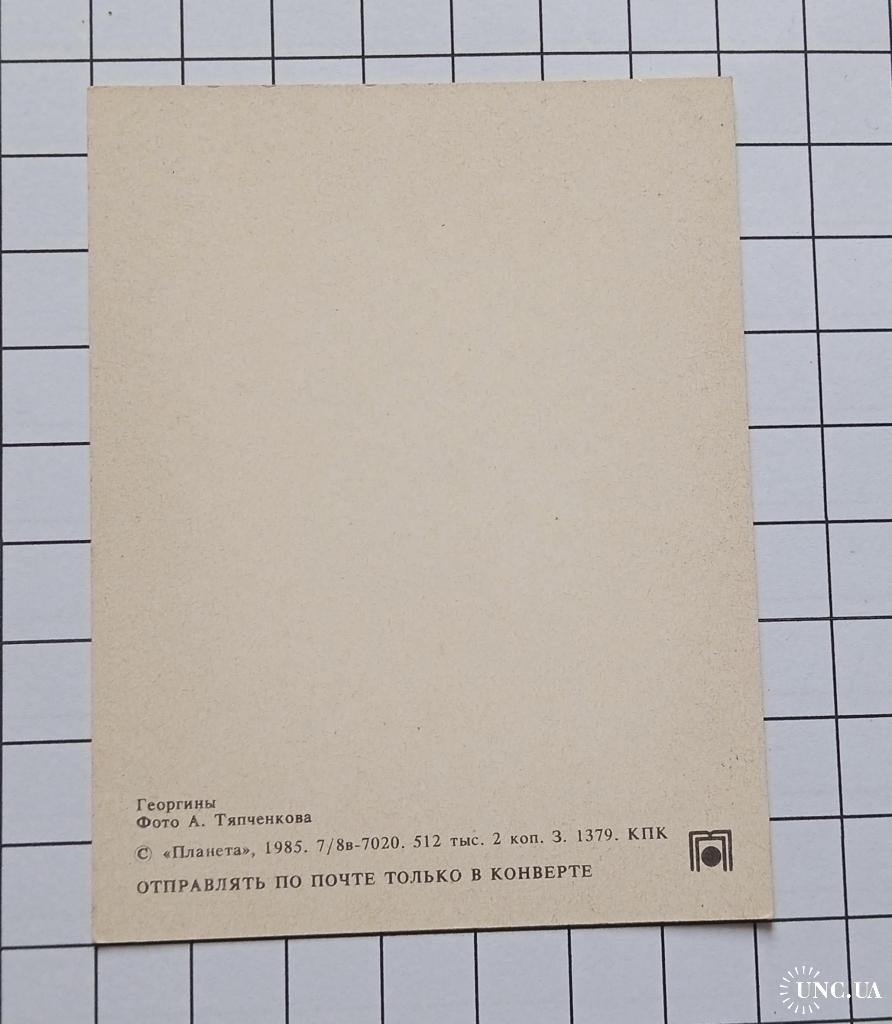 Георгины
Фото А. Тяпченкова
© «Планета», 1985. 7/8в-7020. 512 тыс. 2 коп. З. 1379. КПК
ОТПРАВЛЯТЬ ПО ПОЧТЕ ТОЛЬКО В КОНВЕРТЕ
UNC.UA